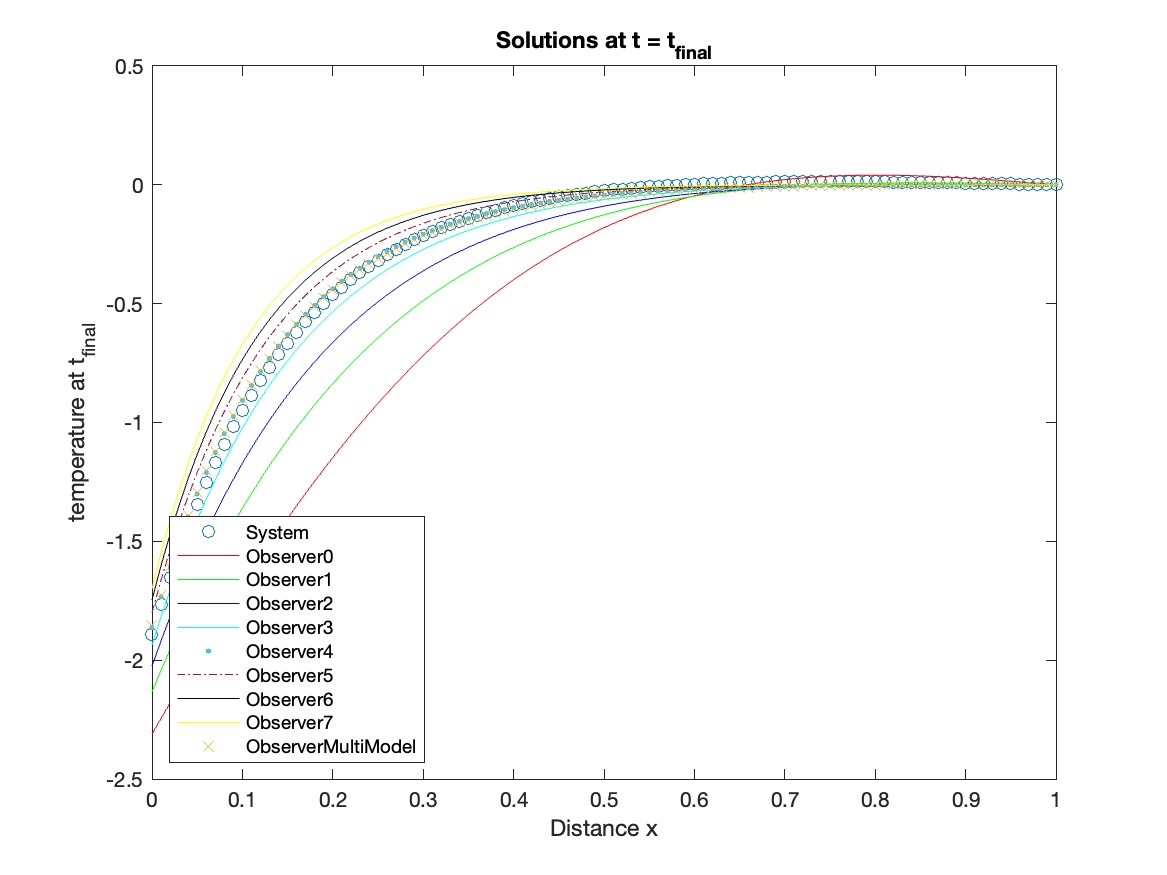 Solutions at t = t_final
0.5
0
-0.5
-1
-1.5
-2
-2.5
temperature at t_final
System
Observer0
Observer1
Observer2
Observer3
Observer4
Observer5
Observer6
Observer7
ObserverMultiModel
0 0.1 0.2 0.3 0.4 0.5 0.6 0.7 0.8 0.9 1
Distance x